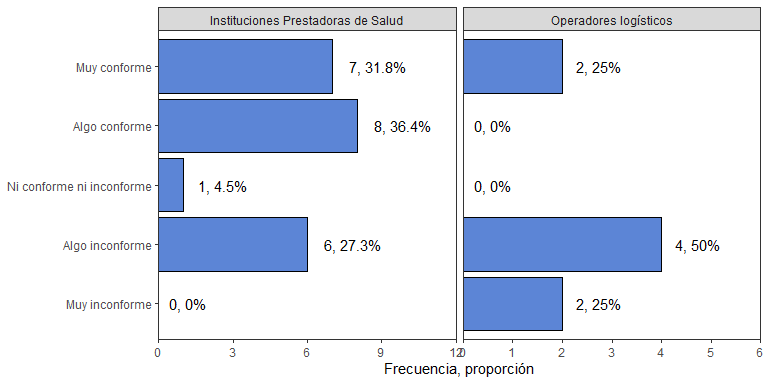 Instituciones Prestadoras de Salud
Operadores logísticos
Muy conforme
7, 31.8%
2, 25%
Algo conforme
8, 36.4%
0, 0%
Ni conforme ni inconforme
1, 4.5%
0, 0%
Algo inconforme
6, 27.3%
4, 50%
Muy inconforme
0, 0%
2, 25%
0 3 6 9 12
0 1 2 3 4 5 6
Frecuencia, proporción